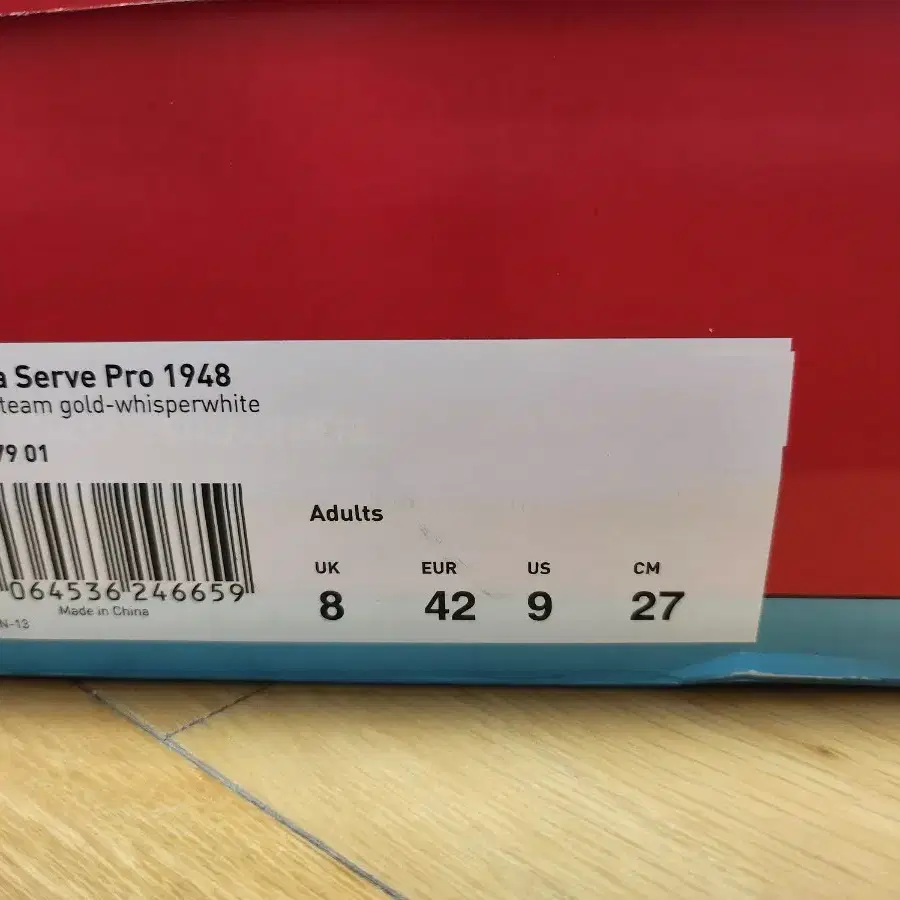 a Serve Pro 1948
team gold-whisperwhite
79 01
Adults
UK EUR US CM
8 42 9 27
064536 246659
Made in China
N-13